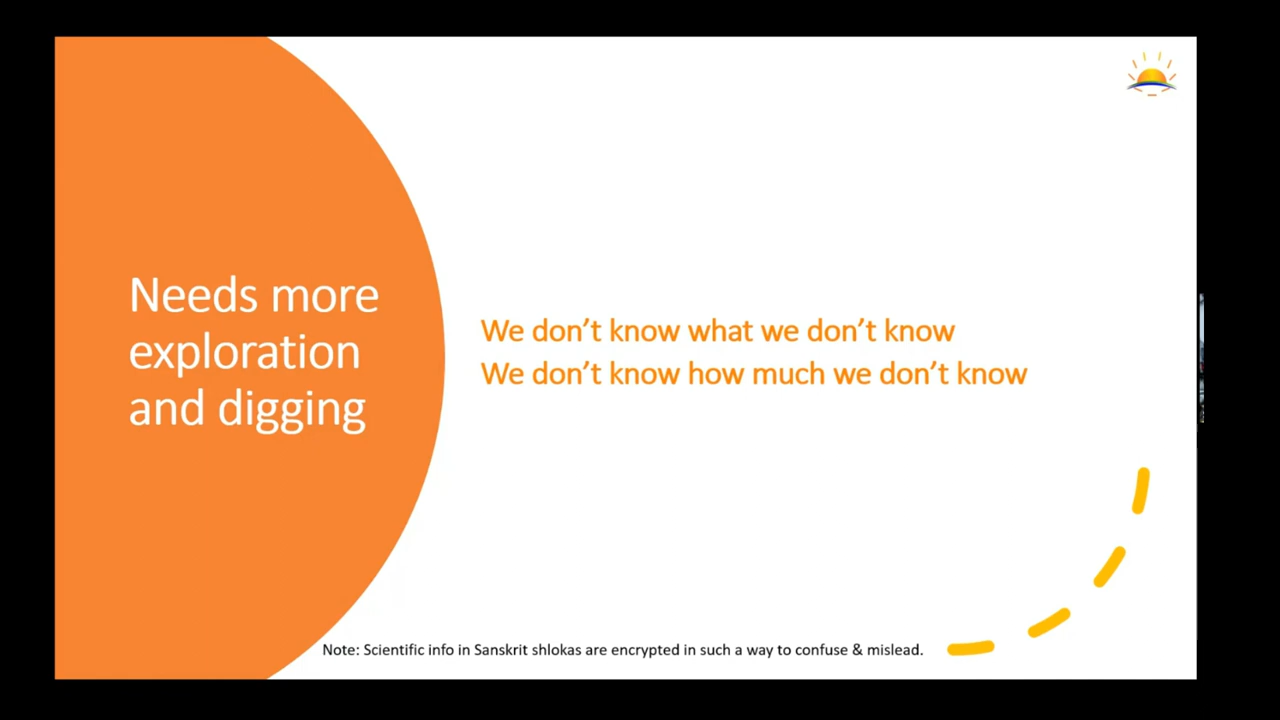 Needs more
exploration
and digging
We don’t know what we don’t know
We don’t know how much we don’t know
Note: Scientific info in Sanskrit shlokas are encrypted in such a way to confuse & mislead.